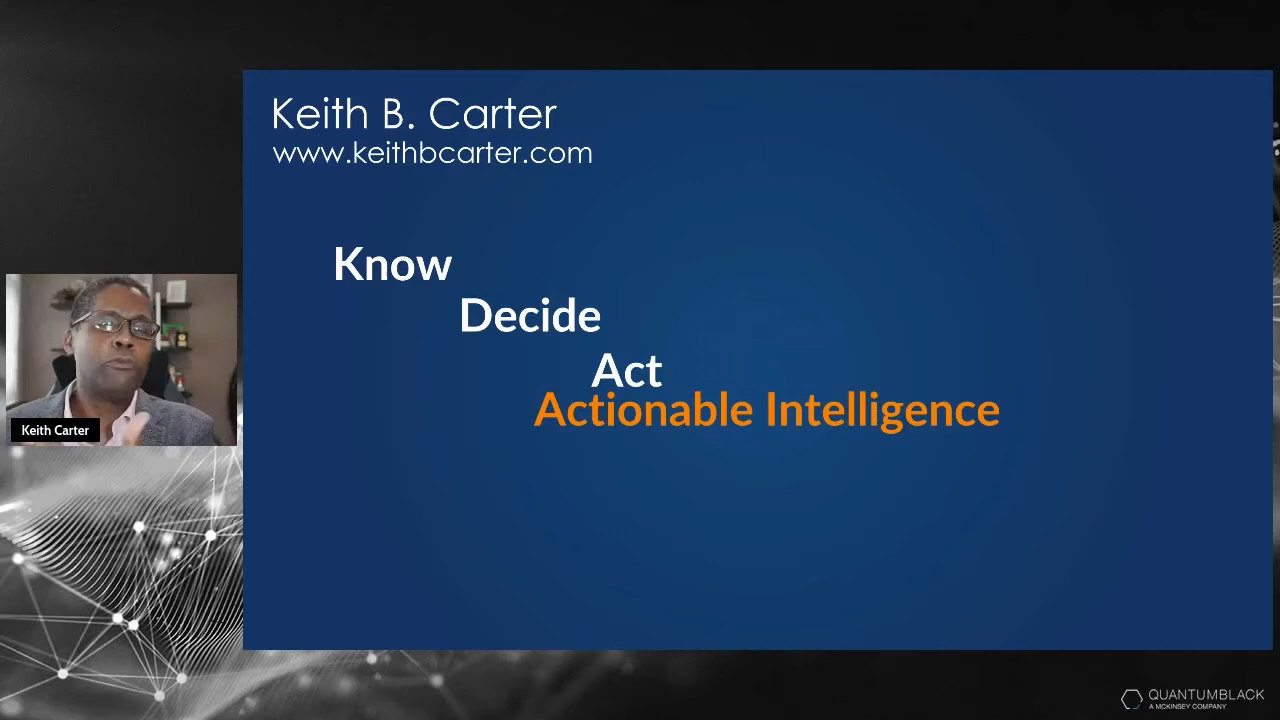 Keith B. Carter
www.keithbcarter.com
Know
Decide
Act
Actionable Intelligence
Keith Carter
QUANTUMBLACK
A MCKINSEY COMPANY